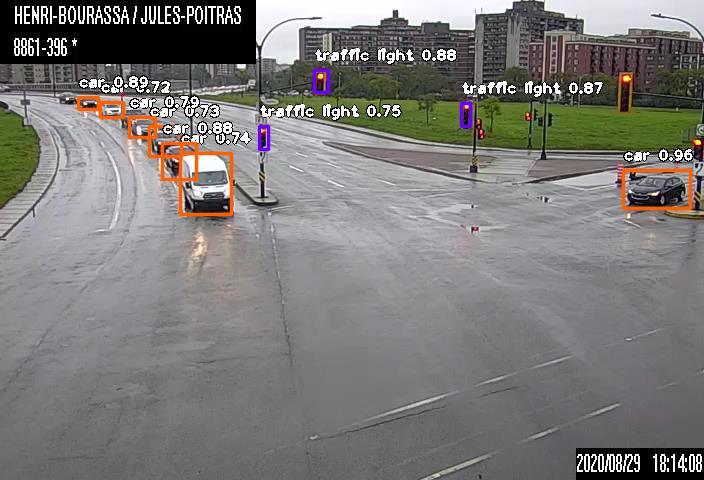 HENRI-BOURASSA / JULES-POITRAS
8861-396 *
traffic light 0.88
car 0.89
car 0.72
traffic light 0.87
car 0.79
car 0.73
traffic light 0.75
car 0.88
car 0.74
car 0.96
2020/08/29 18:14:08